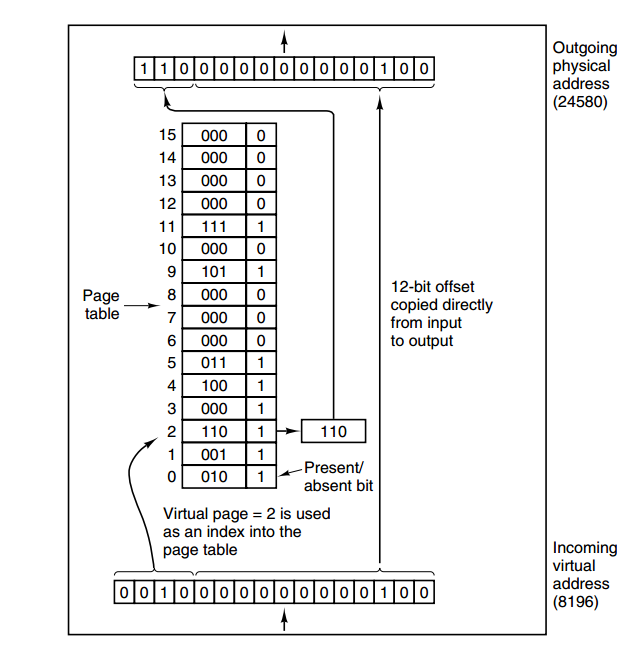 Outgoing
physical
address
(24580)
1 1 0 0 0 0 0 0 0 0 0 0 1 0 0
15 000 0
14 000 0
13 000 0
12 000 0
11 111 1
10 000 0
9 101 1
8 000 0
7 000 0
6 000 0
5 011 1
4 100 1
3 000 1
2 110 1 110
1 001 1
0 010 1
Page
table
12-bit offset
copied directly
from input
to output
Present/
absent bit
Virtual page = 2 is used
as an index into the
page table
0 0 1 0 0 0 0 0 0 0 0 0 0 1 0 0
Incoming
virtual
address
(8196)